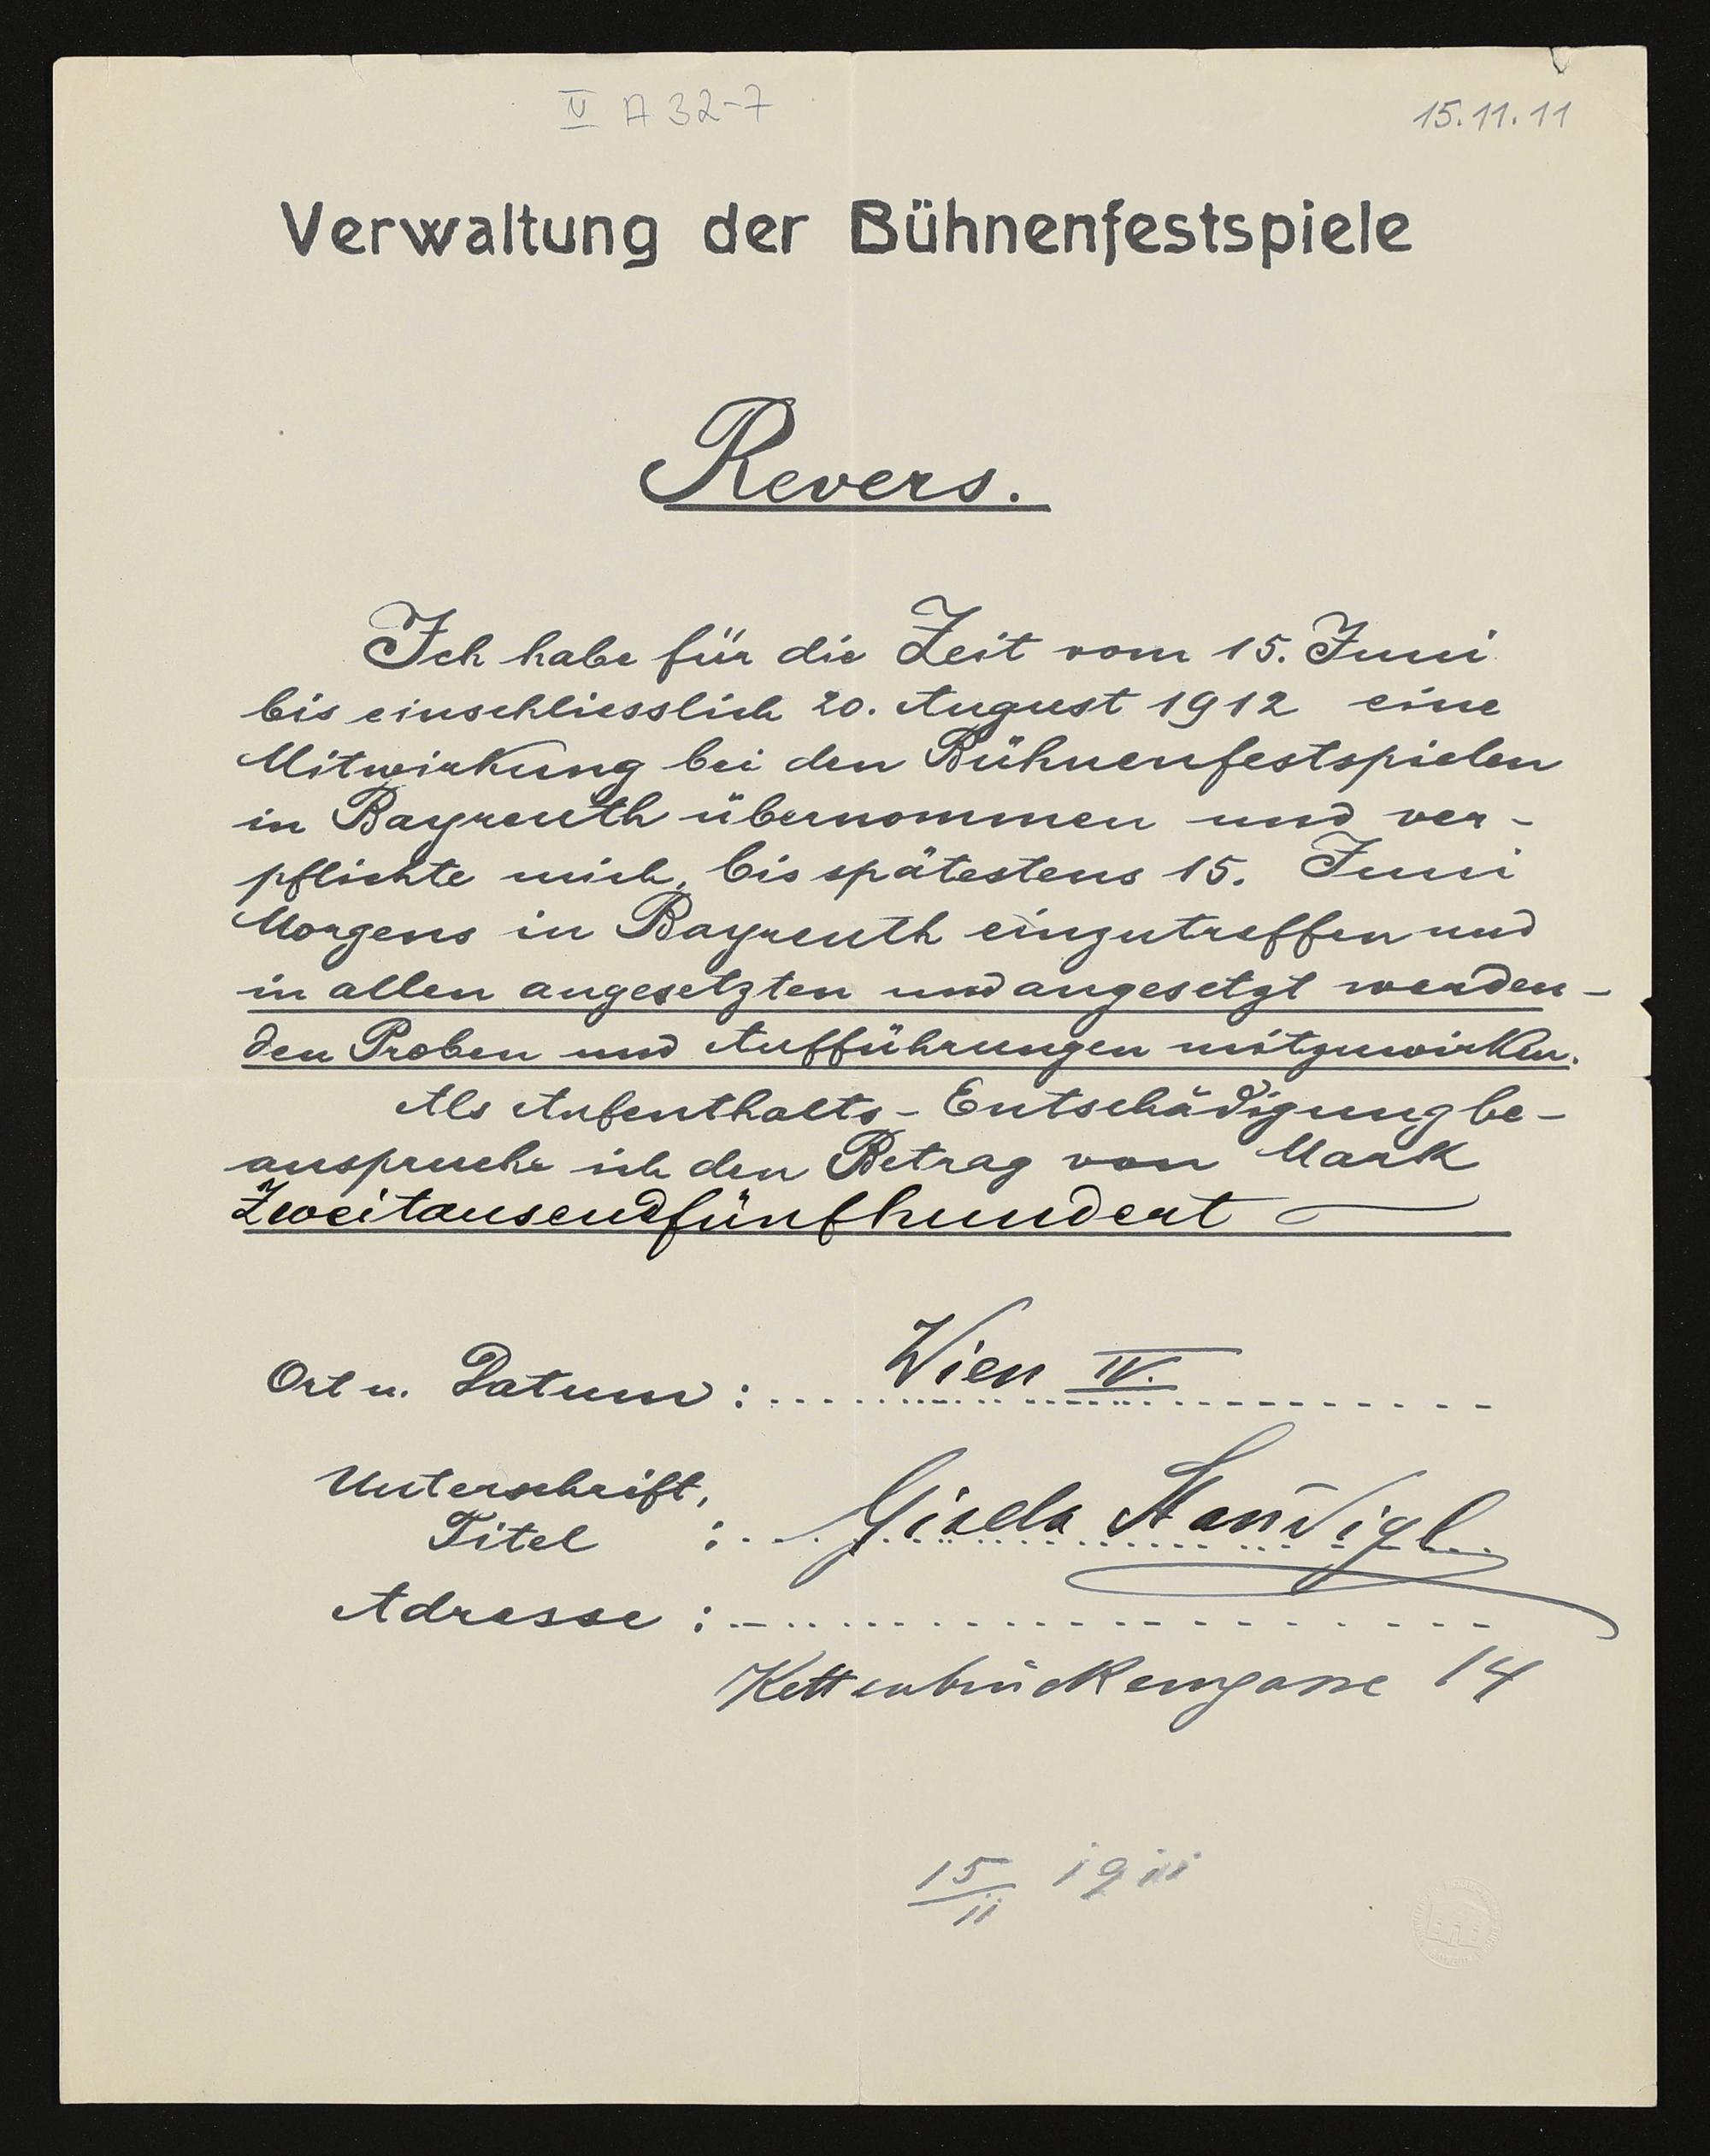 IV A 32-7
15.11.11
Verwaltung der Bühnenfestspiele
Revers.
Ich habe für die Zeit vom 15. Juni
bis einschliesslich 20. August 1912 eine
Mitwirkung bei den Bühnenfestspielen
in Bayreuth übernommen und ver-
pflichte mich, bis spätestens 15. Juni
Morgens in Bayreuth einzutreffen und
in allen angesetzten und angesetzt werden-
den Proben und Aufführungen mitzuwirken.
Als Aufenthalts-Entschädigung be-
anspruche ich den Betrag von Mark
Zweitausendfünfhundert
Ort u. Datum: Wien IV.
Unterschrift,
Titel : Gisela Staudigl
Adresse :
Kettenbrückengasse 14
15/11 1911